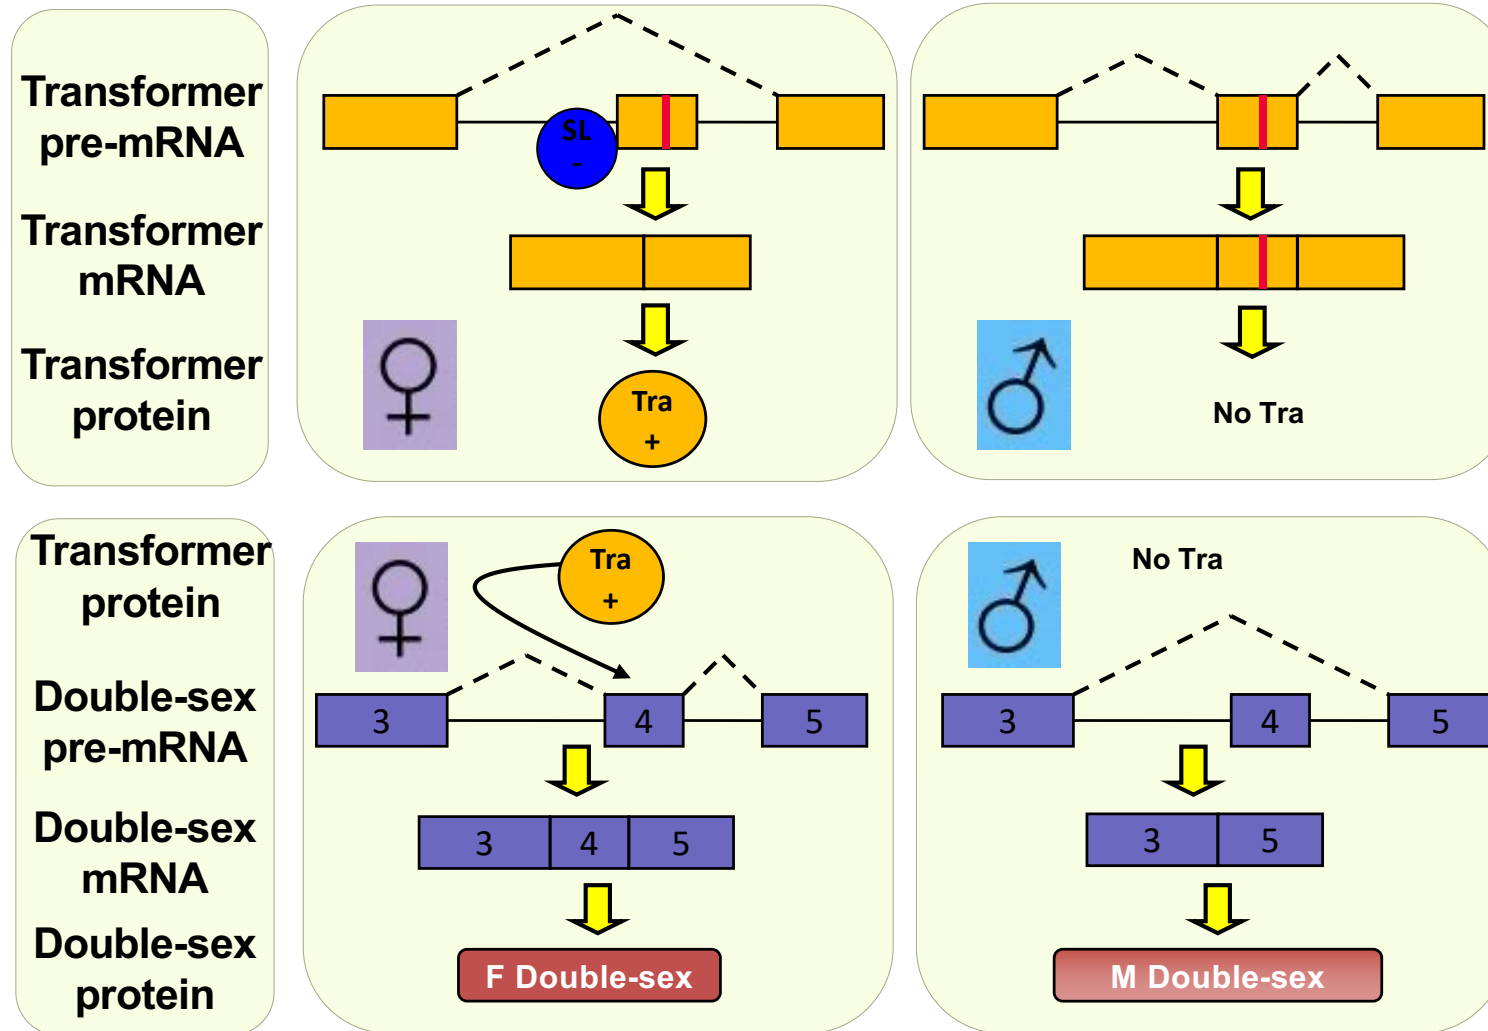 Transformer
pre-mRNA
Transformer
mRNA
Transformer
protein
SL
-
Tra
+
No Tra
Transformer
protein
Double-sex
pre-mRNA
Double-sex
mRNA
Double-sex
protein
Tra
+
3 4 5
3 4 5
F Double-sex
No Tra
3 4 5
3 5
M Double-sex